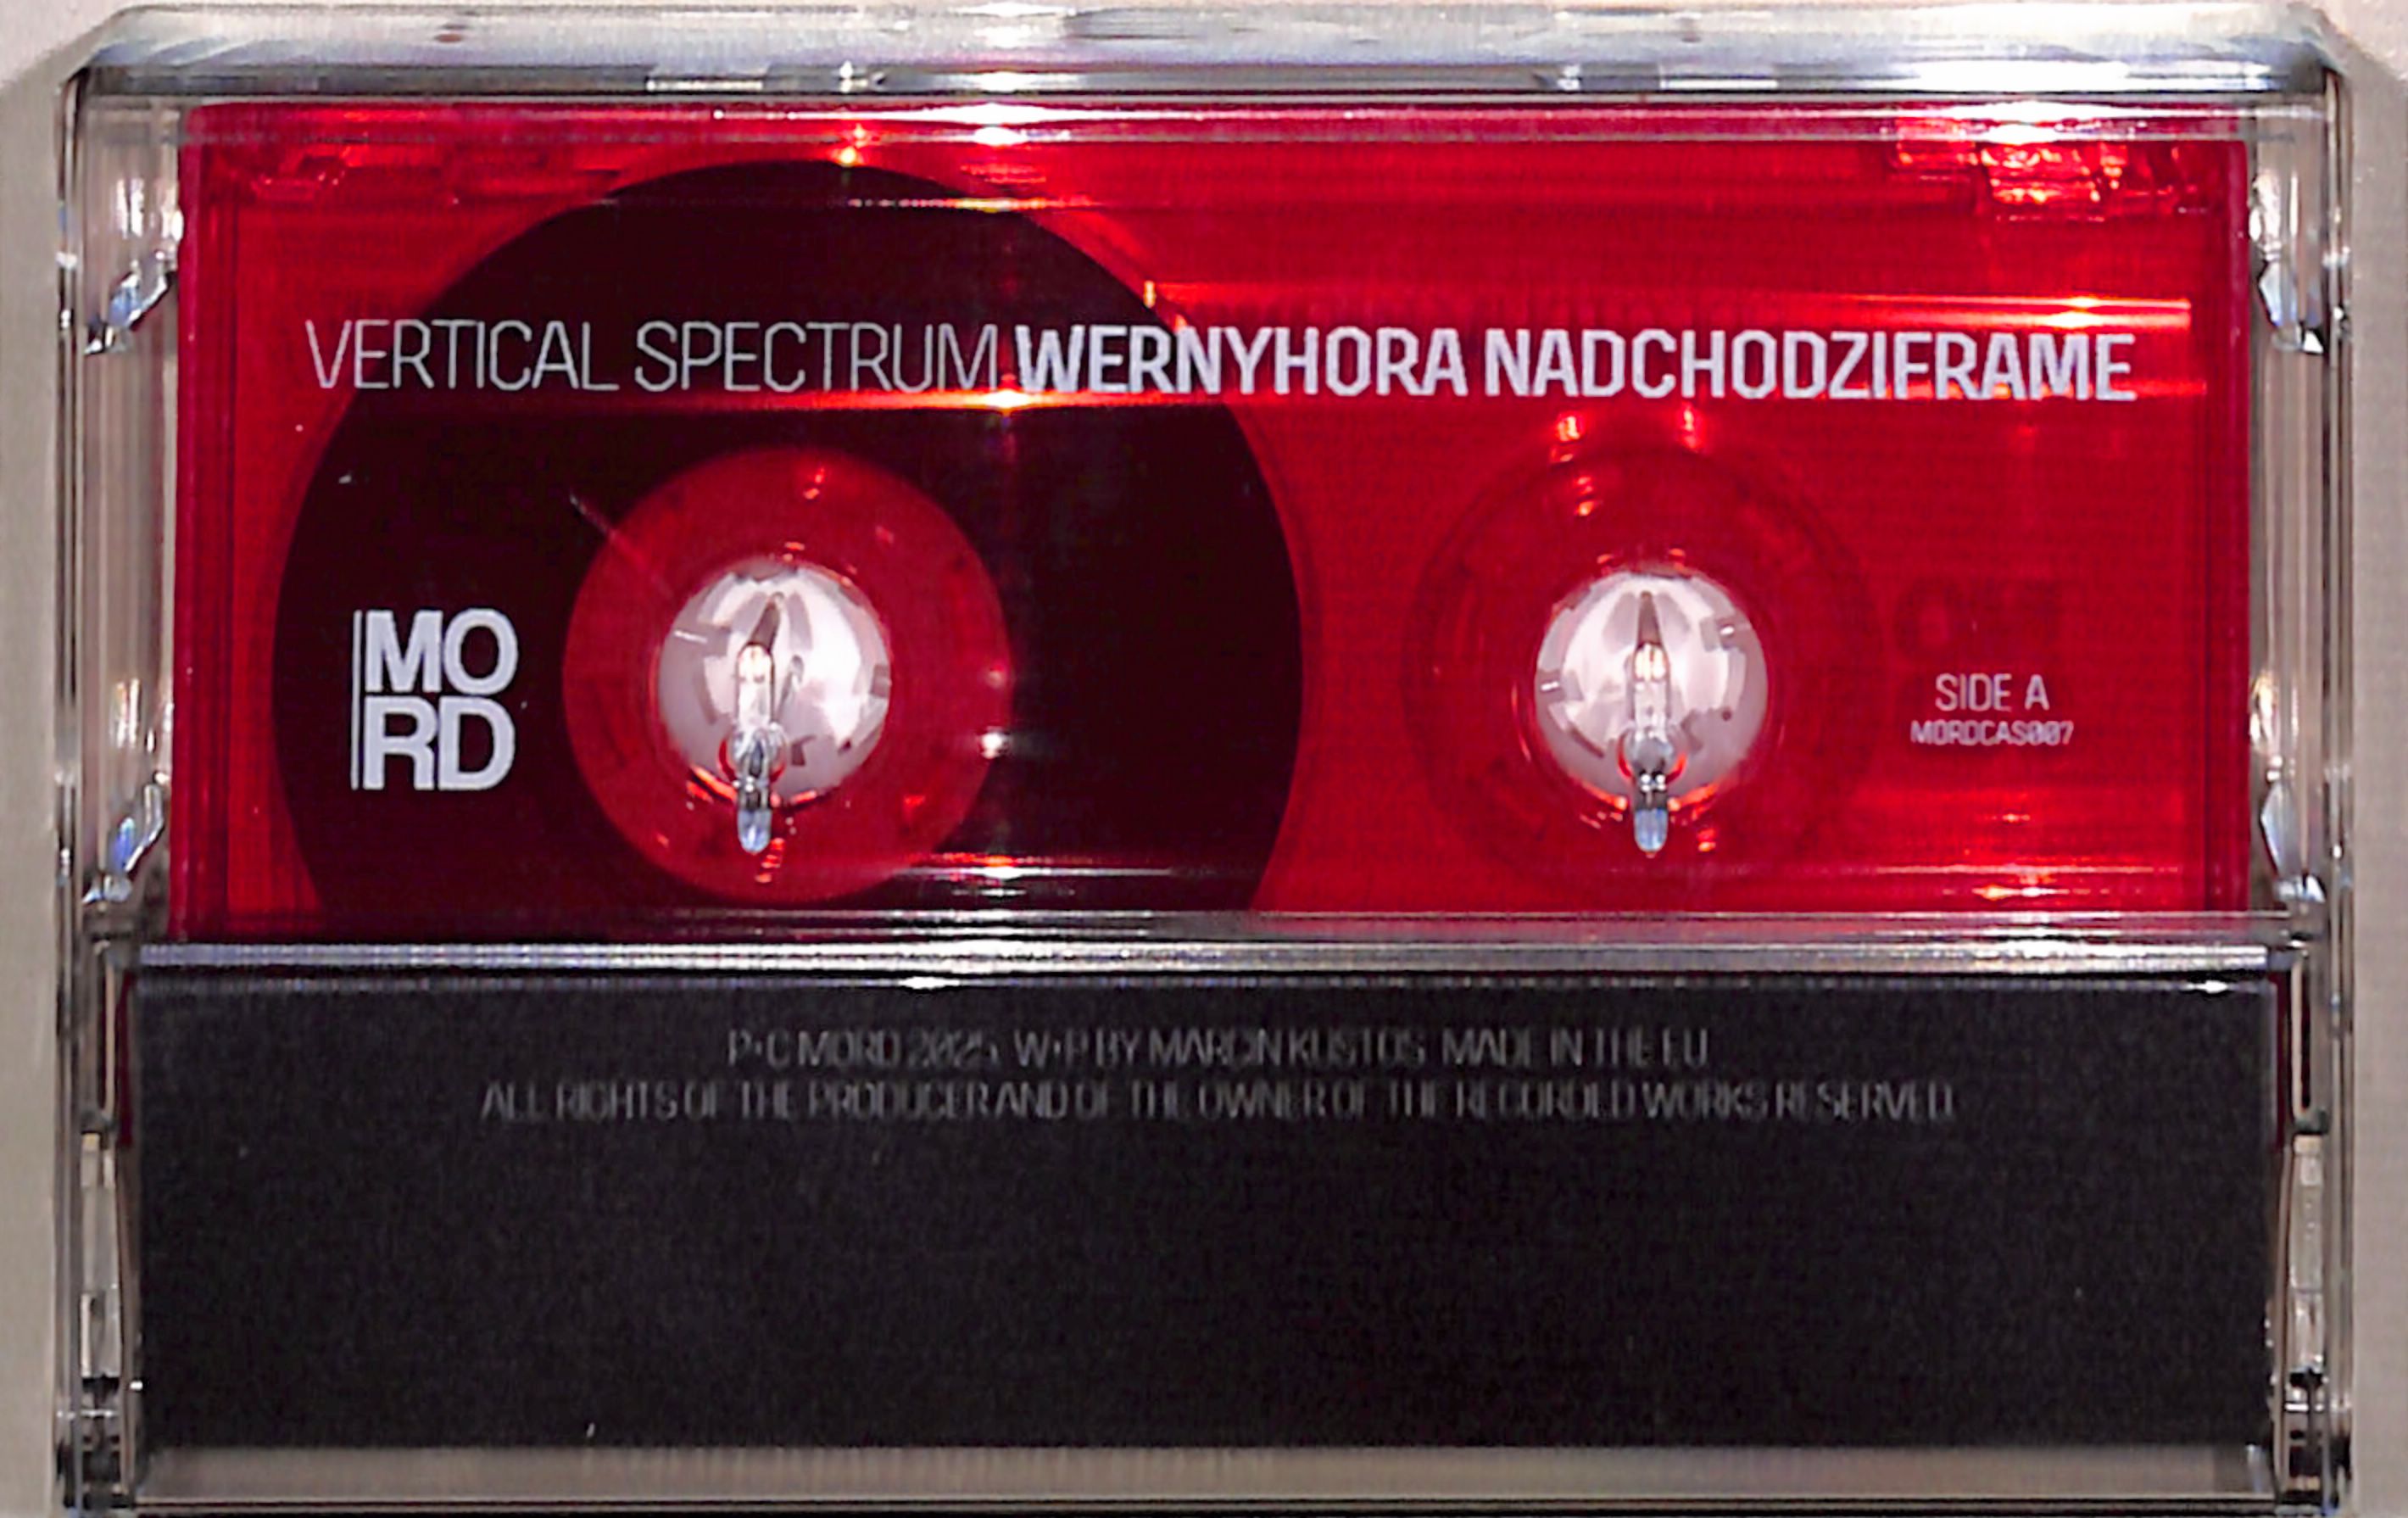 VERTICAL SPECTRUM WERNYHORA NADCHODZIFRAME
MO
RD
SIDE A
MORDCAS007
P+C MORD 2025 W+P BY MARCIN KUSTOS MADE IN THE EU
ALL RIGHTS OF THE PRODUCER AND OF THE OWNER OF THE RECORDED WORKS RESERVED.